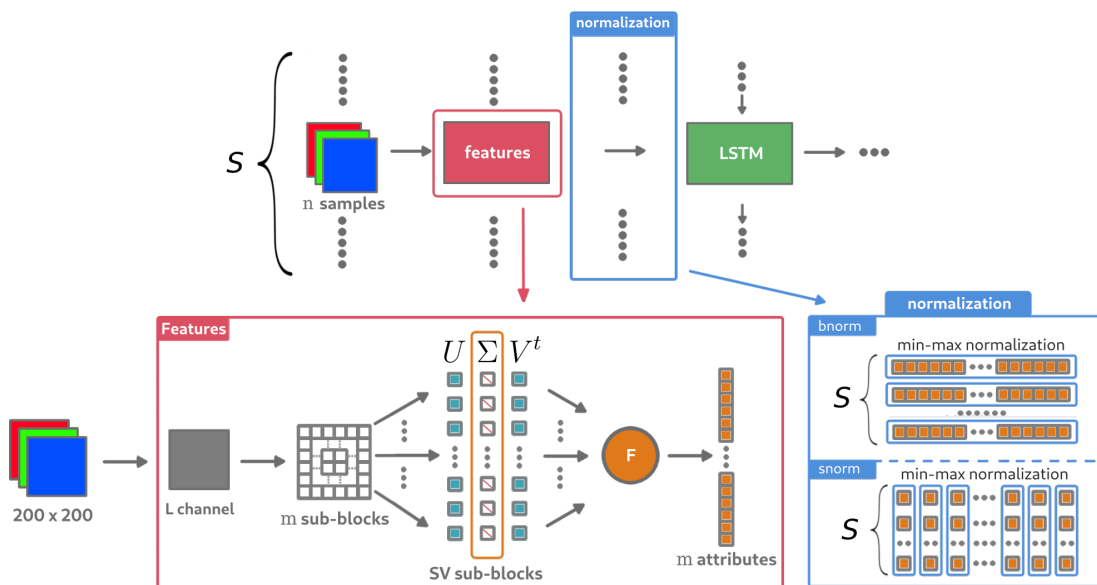 normalization
S
features
LSTM
n samples
normalization
Features
bnorm
U Σ V^t
min-max normalization
S
F
snorm
min-max normalization
S
200 x 200
L channel
m sub-blocks
SV sub-blocks
m attributes